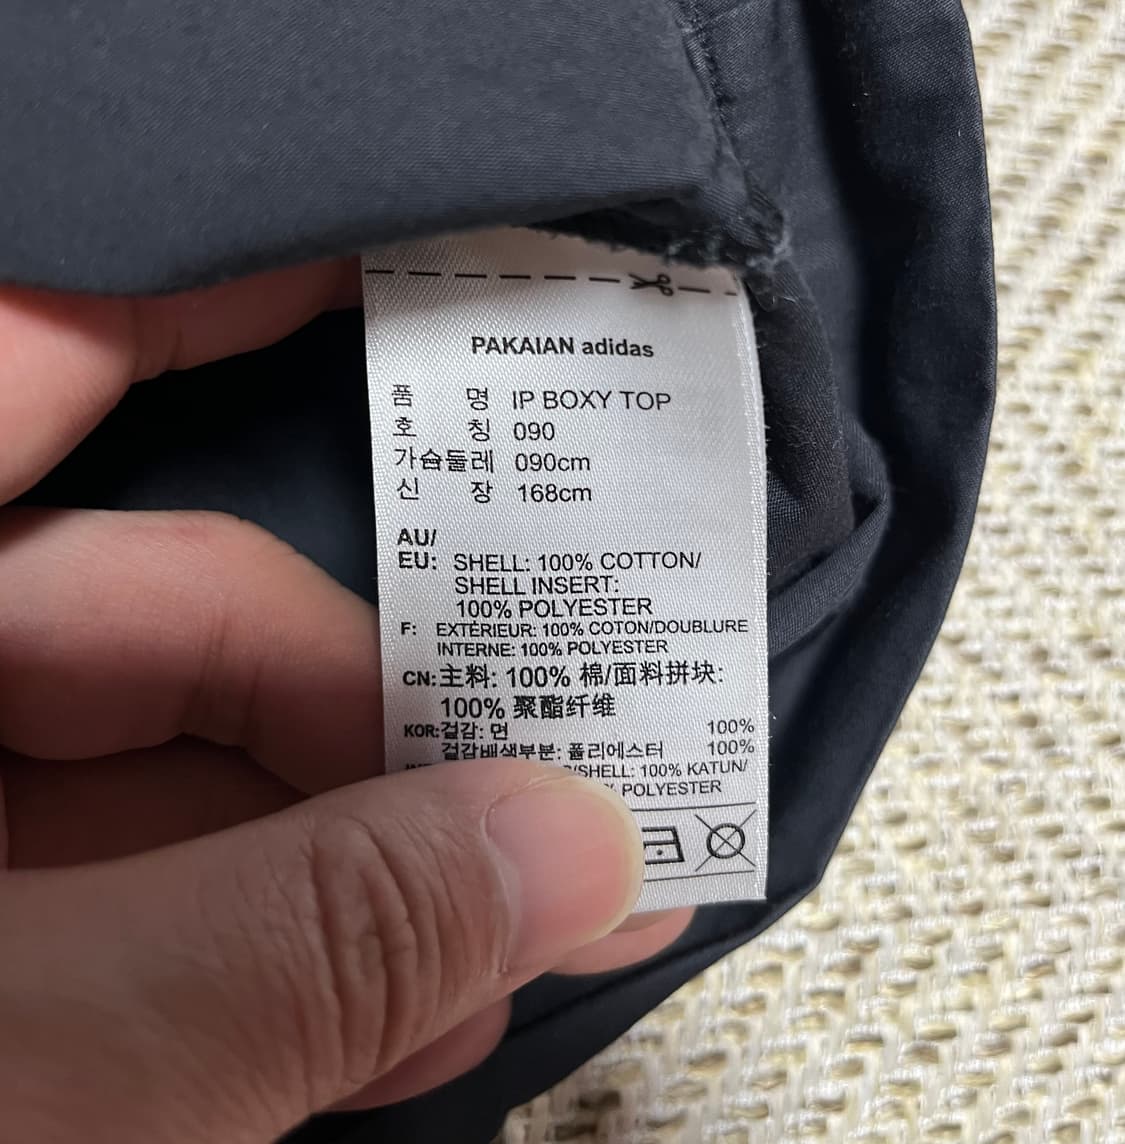 PAKAIAN adidas
품 명 IP BOXY TOP
호 칭 090
가슴둘레 090cm
신 장 168cm
AU/
EU: SHELL: 100% COTTON/
SHELL INSERT:
100% POLYESTER
F: EXTÉRIEUR: 100% COTON/DOUBLURE
INTERNE: 100% POLYESTER
CN: 主料: 100% 棉/面料拼块:
100% 聚酯纤维
KOR: 겉감: 면 100%
겉감배색부분: 폴리에스터 100%
/SHELL: 100% KATUN/
% POLYESTER